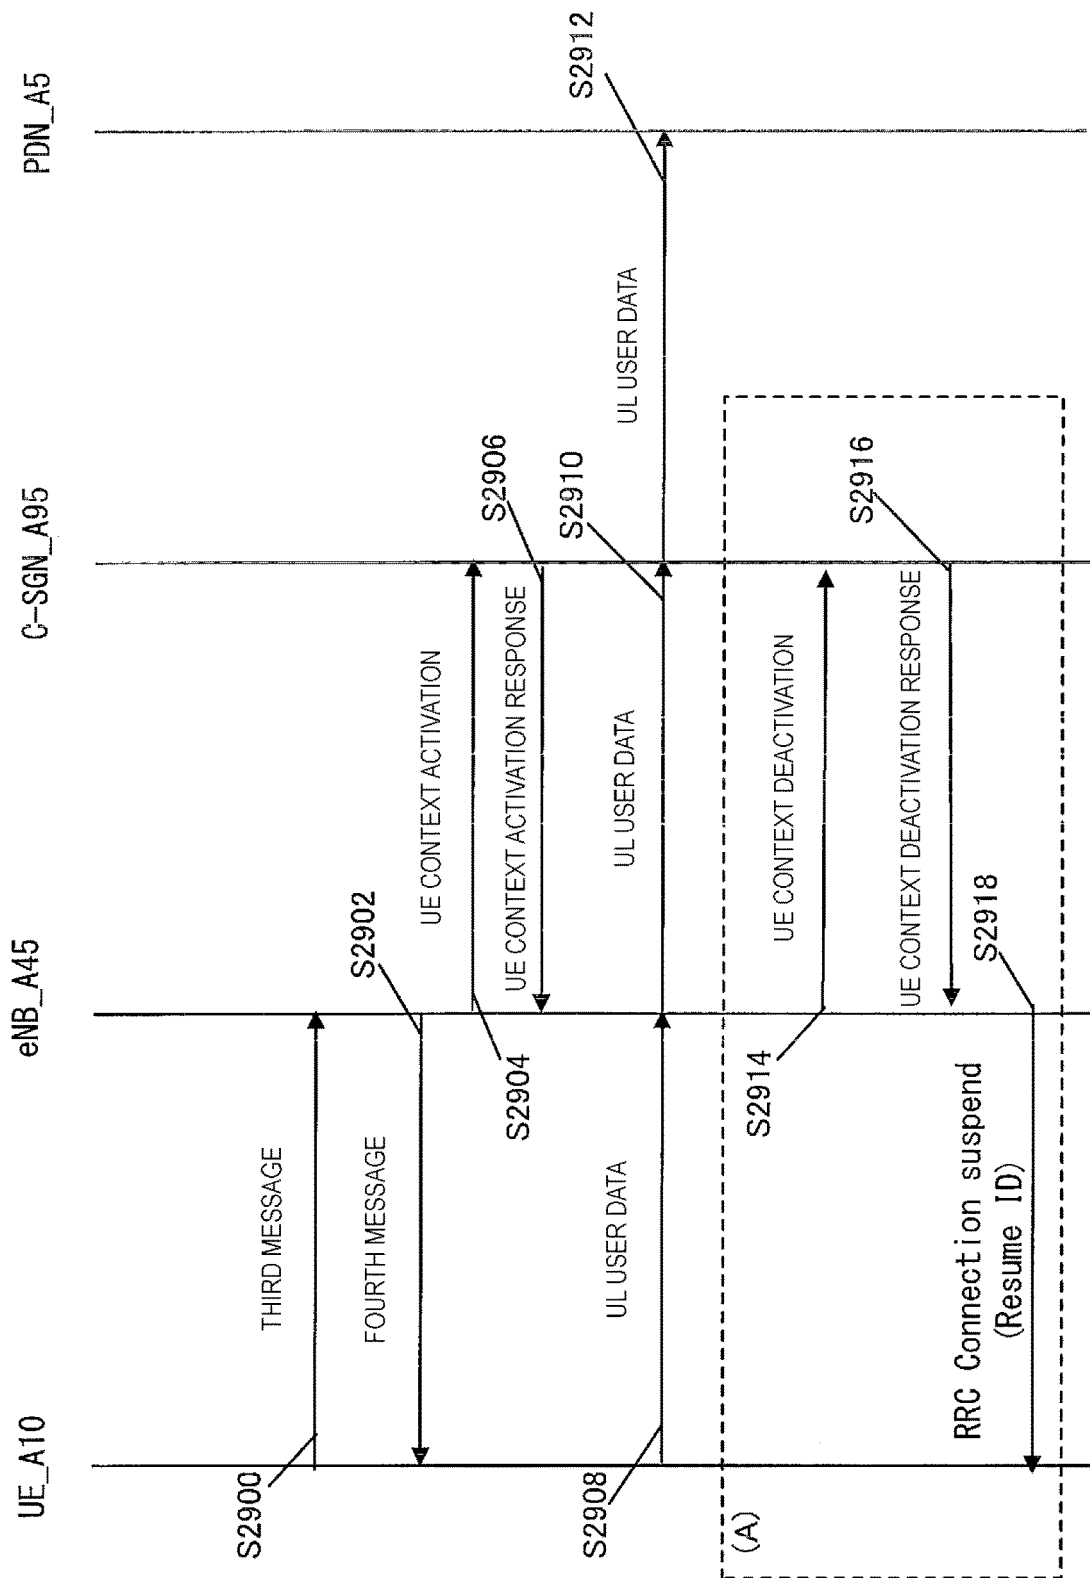 UE_A10
eNB_A45
C-SGN_A95
PDN_A5
S2900
THIRD MESSAGE
FOURTH MESSAGE
S2902
UE CONTEXT ACTIVATION
S2904
UE CONTEXT ACTIVATION RESPONSE
S2906
S2908
UL USER DATA
UL USER DATA
S2910
UL USER DATA
S2912
(A)
S2914
UE CONTEXT DEACTIVATION
UE CONTEXT DEACTIVATION RESPONSE
S2916
RRC Connection suspend
(Resume ID)
S2918